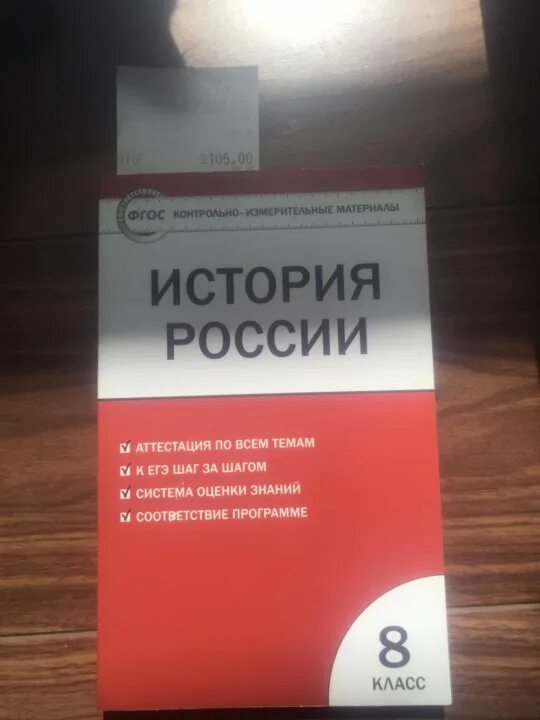 ИТОГ ≡105.00
ФГОС
КОНТРОЛЬНО-ИЗМЕРИТЕЛЬНЫЕ МАТЕРИАЛЫ
ИСТОРИЯ
РОССИИ
АТТЕСТАЦИЯ ПО ВСЕМ ТЕМАМ
К ЕГЭ ШАГ ЗА ШАГОМ
СИСТЕМА ОЦЕНКИ ЗНАНИЙ
СООТВЕТСТВИЕ ПРОГРАММЕ
8
КЛАСС